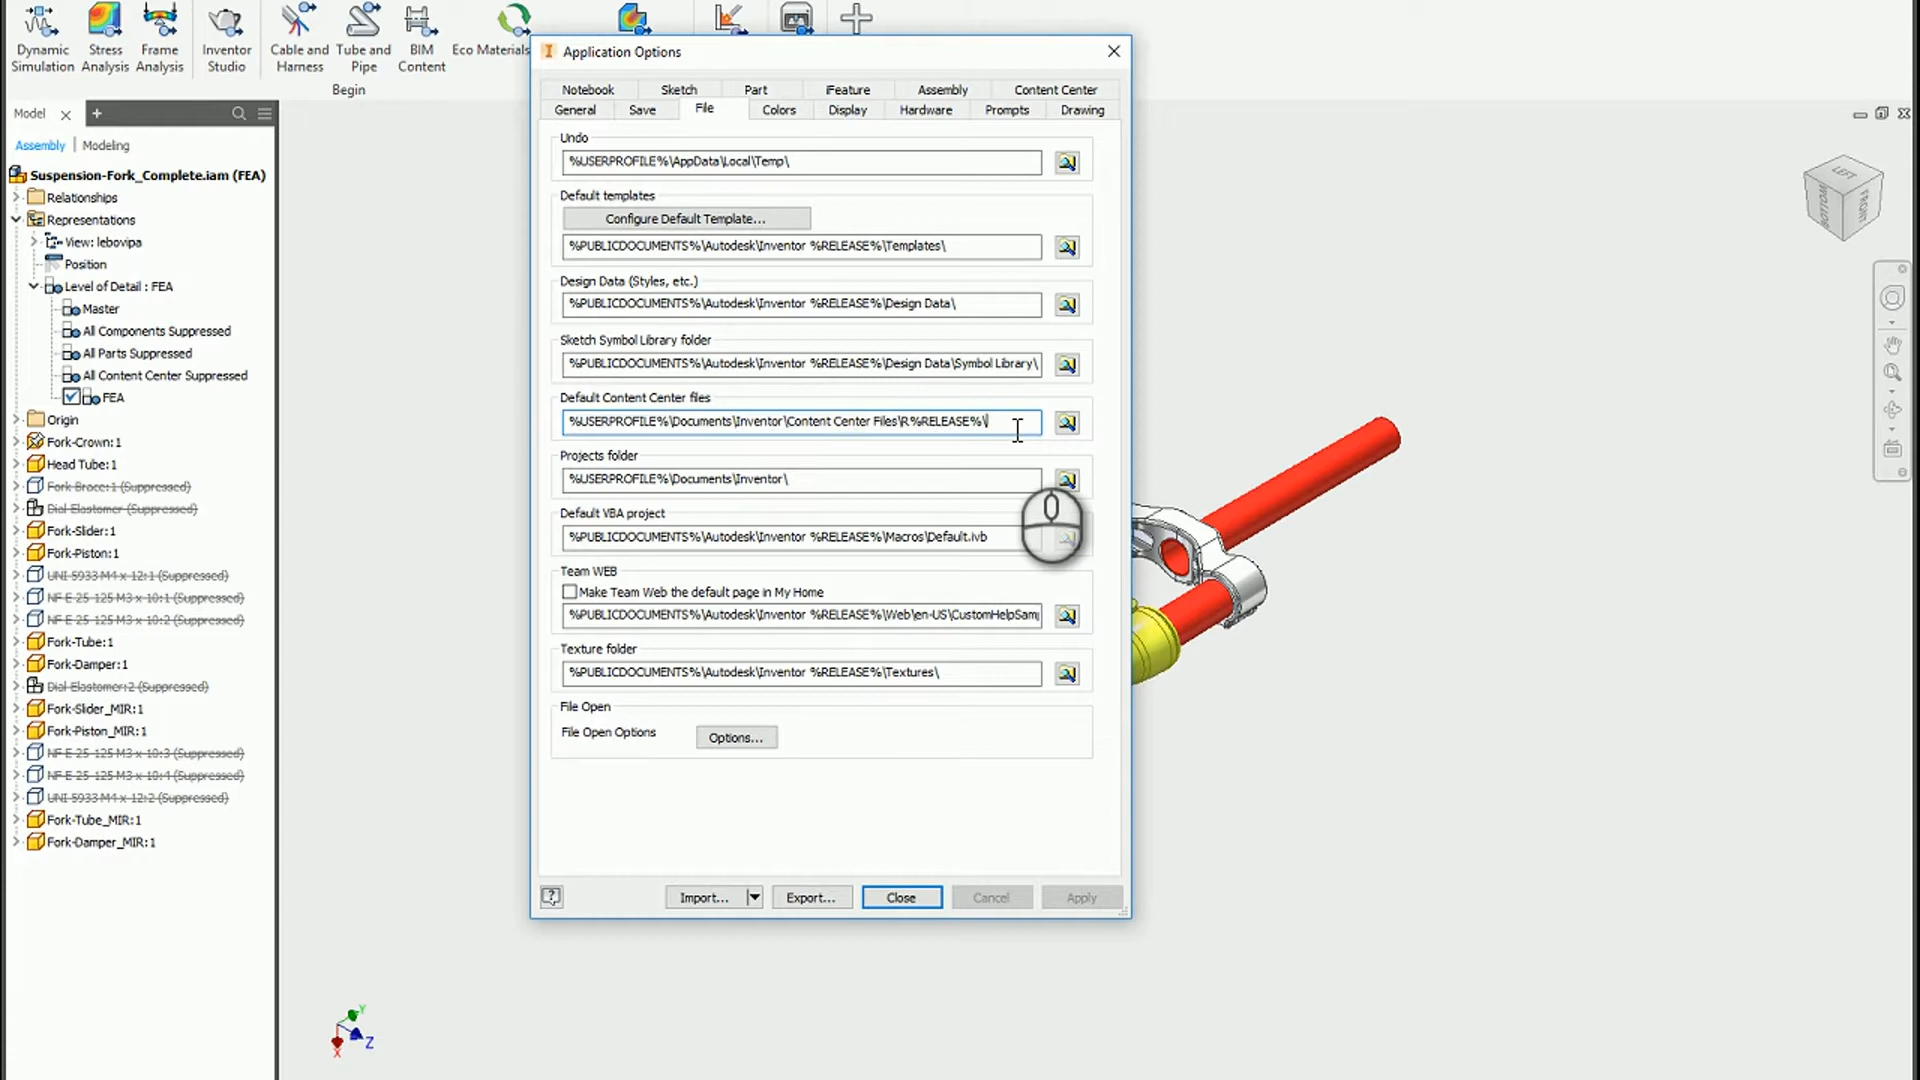 Dynamic Simulation
Stress Analysis
Frame Analysis
Inventor Studio
Cable and Harness
Tube and Pipe
BIM Content
Eco Materials
Begin
Model
Assembly | Modeling
Suspension-Fork_Complete.iam (FEA)
Relationships
Representations
View: lebovipa
Position
Level of Detail : FEA
Master
All Components Suppressed
All Parts Suppressed
All Content Center Suppressed
FEA
Origin
Fork-Crown:1
Head Tube:1
Fork-Brace:1 (Suppressed)
Dial-Elastomer (Suppressed)
Fork-Slider:1
Fork-Piston:1
UNI 5933 M4 x 12:1 (Suppressed)
NF E 25-125 M3 x 10:1 (Suppressed)
NF E 25-125 M3 x 10:2 (Suppressed)
Fork-Tube:1
Fork-Damper:1
Dial-Elastomer:2 (Suppressed)
Fork-Slider_MIR:1
Fork-Piston_MIR:1
NF E 25-125 M3 x 10:3 (Suppressed)
NF E 25-125 M3 x 10:4 (Suppressed)
UNI 5933 M4 x 12:2 (Suppressed)
Fork-Tube_MIR:1
Fork-Damper_MIR:1
Application Options
Notebook Sketch Part iFeature Assembly Content Center
General Save File Colors Display Hardware Prompts Drawing
Undo
%USERPROFILE%\AppData\Local\Temp\
Default templates
Configure Default Template...
%PUBLICDOCUMENTS%\Autodesk\Inventor %RELEASE%\Templates\
Design Data (Styles, etc.)
%PUBLICDOCUMENTS%\Autodesk\Inventor %RELEASE%\Design Data\
Sketch Symbol Library folder
%PUBLICDOCUMENTS%\Autodesk\Inventor %RELEASE%\Design Data\Symbol Library\
Default Content Center files
%USERPROFILE%\Documents\Inventor\Content Center Files\R%RELEASE%\
Projects folder
%USERPROFILE%\Documents\Inventor\
Default VBA project
%PUBLICDOCUMENTS%\Autodesk\Inventor %RELEASE%\Macros\Default.ivb
Team WEB
Make Team Web the default page in My Home
%PUBLICDOCUMENTS%\Autodesk\Inventor %RELEASE%\Web\en-US\CustomHelpSamp
Texture folder
%PUBLICDOCUMENTS%\Autodesk\Inventor %RELEASE%\Textures\
File Open
File Open Options
Options...
Import... Export... Close Cancel Apply
LEFT
BOTTOM
FRONT
Y
Z
X